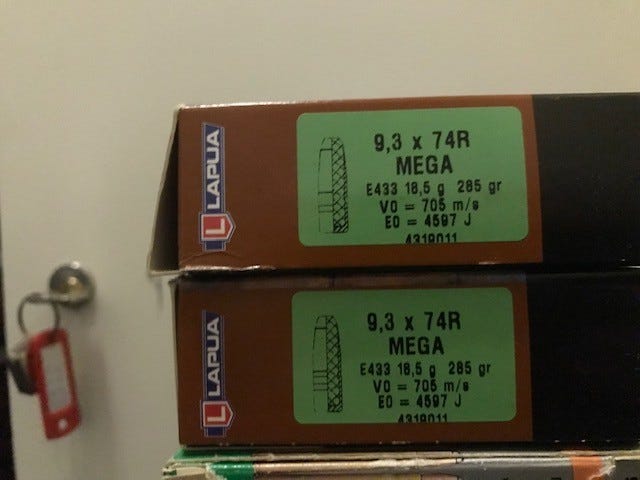 LAPUA
9,3 x 74R
MEGA
E433 18,5 g 285 gr
V0 = 705 m/s
E0 = 4597 J
4319011
LAPUA
9,3 x 74R
MEGA
E433 18,5 g 285 gr
V0 = 705 m/s
E0 = 4597 J
4319011